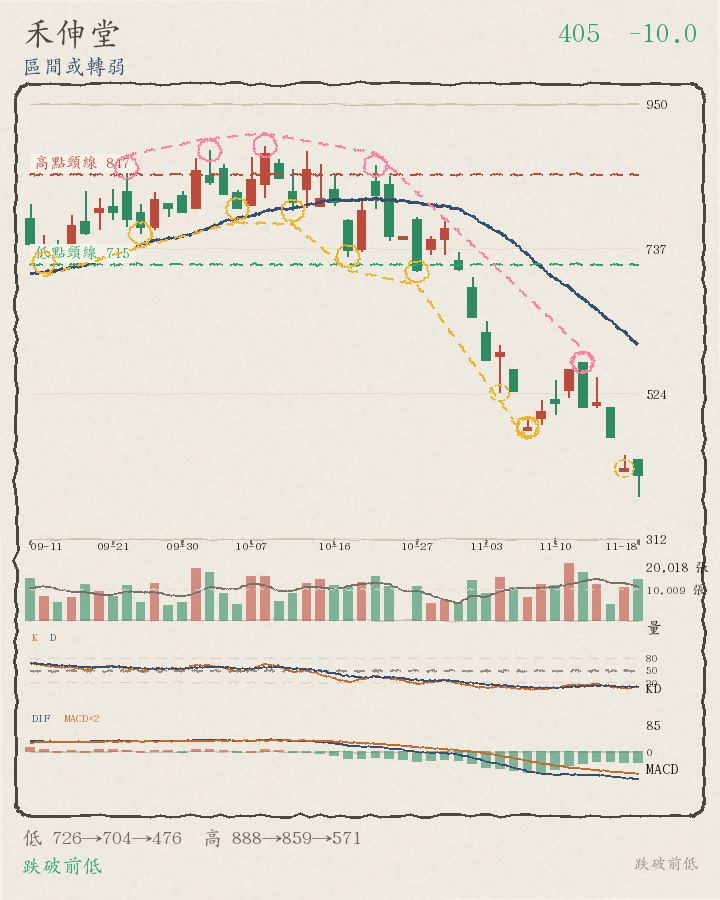 禾伸堂
405 -10.0
區間或轉弱
950
高點頸線 847
737
低點頸線 715
524
312
09-11 09-21 09-30 10-07 10-16 10-27 11-03 11-10 11-18
20,018 張
10,009 張
量
K D
80
50
20
KD
DIF MACD×2
85
0
MACD
低 726→704→476 高 888→859→571
跌破前低
跌破前低